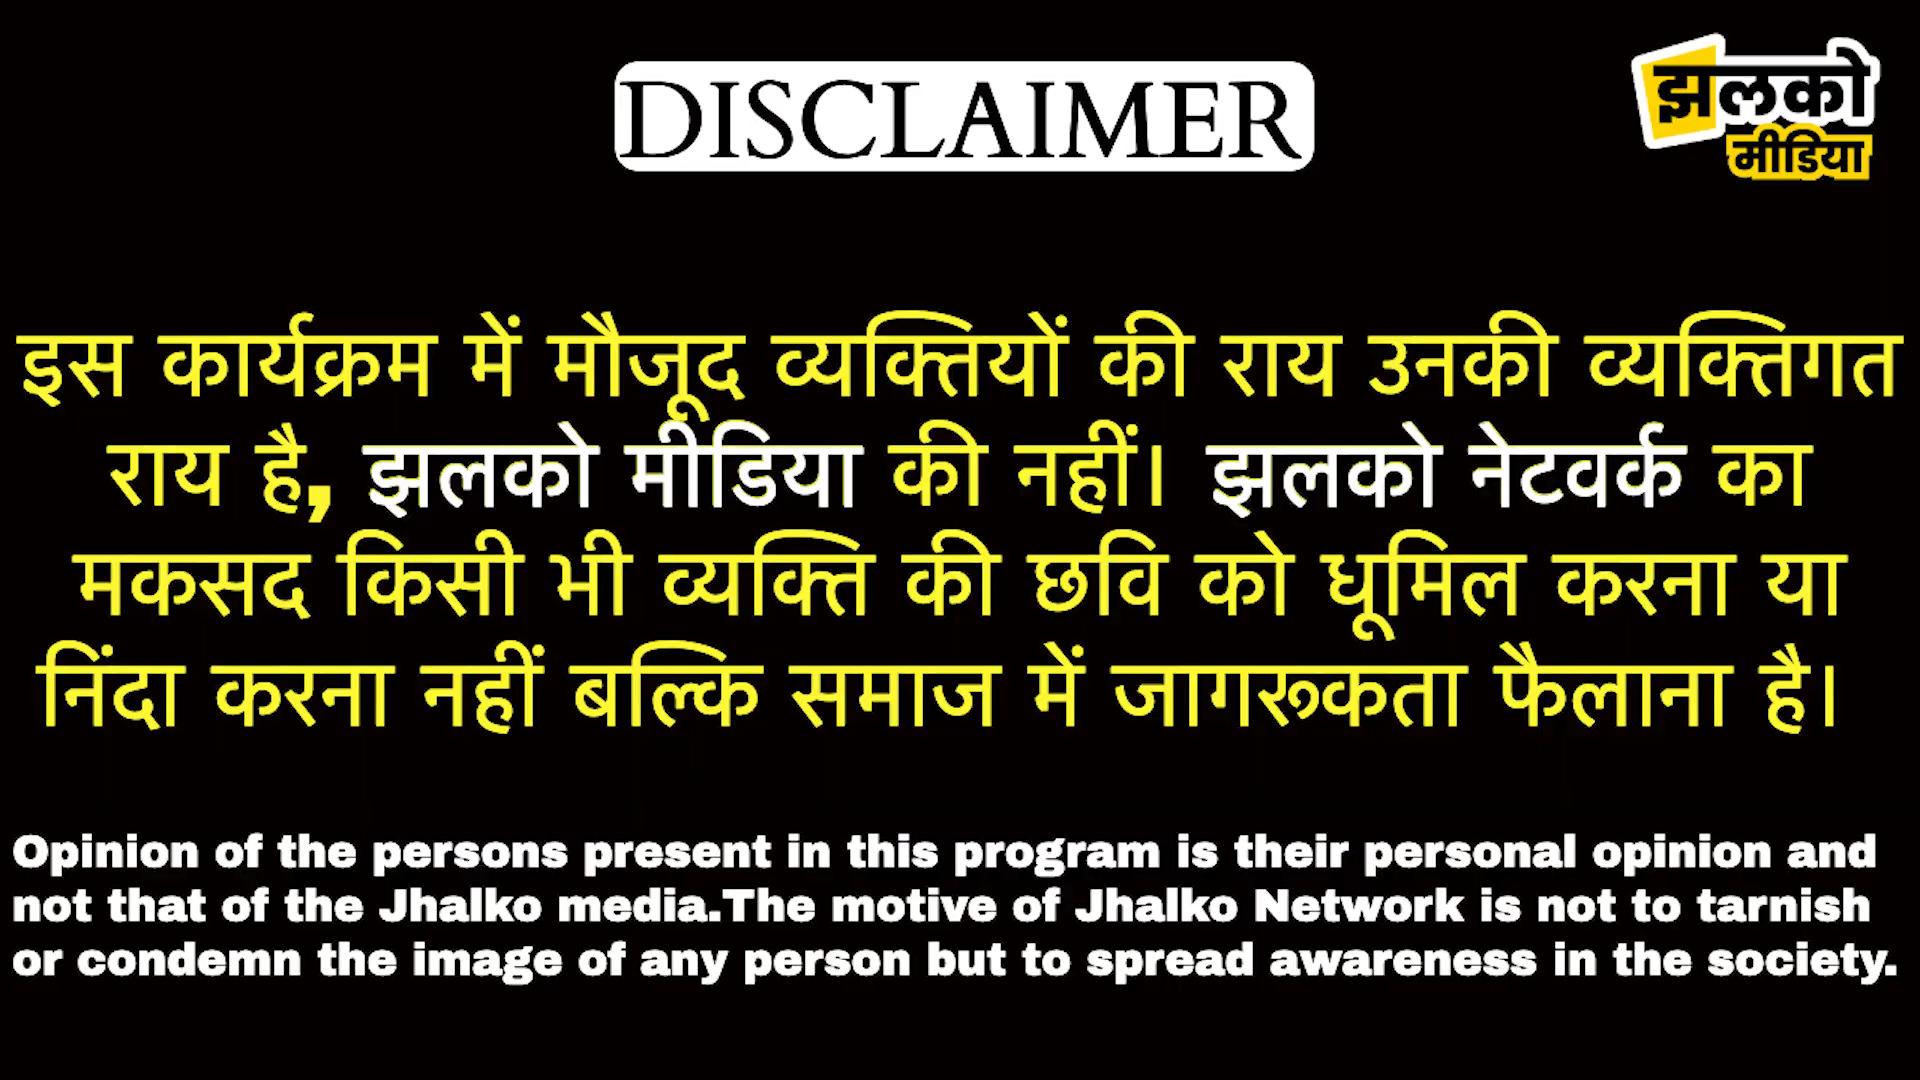 DISCLAIMER
झलको
मीडिया
इस कार्यक्रम में मौजूद व्यक्तियों की राय उनकी व्यक्तिगत
राय है, झलको मीडिया की नहीं। झलको नेटवर्क का
मकसद किसी भी व्यक्ति की छवि को धूमिल करना या
निंदा करना नहीं बल्कि समाज में जागरूकता फैलाना है।
Opinion of the persons present in this program is their personal opinion and
not that of the Jhalko media.The motive of Jhalko Network is not to tarnish
or condemn the image of any person but to spread awareness in the society.